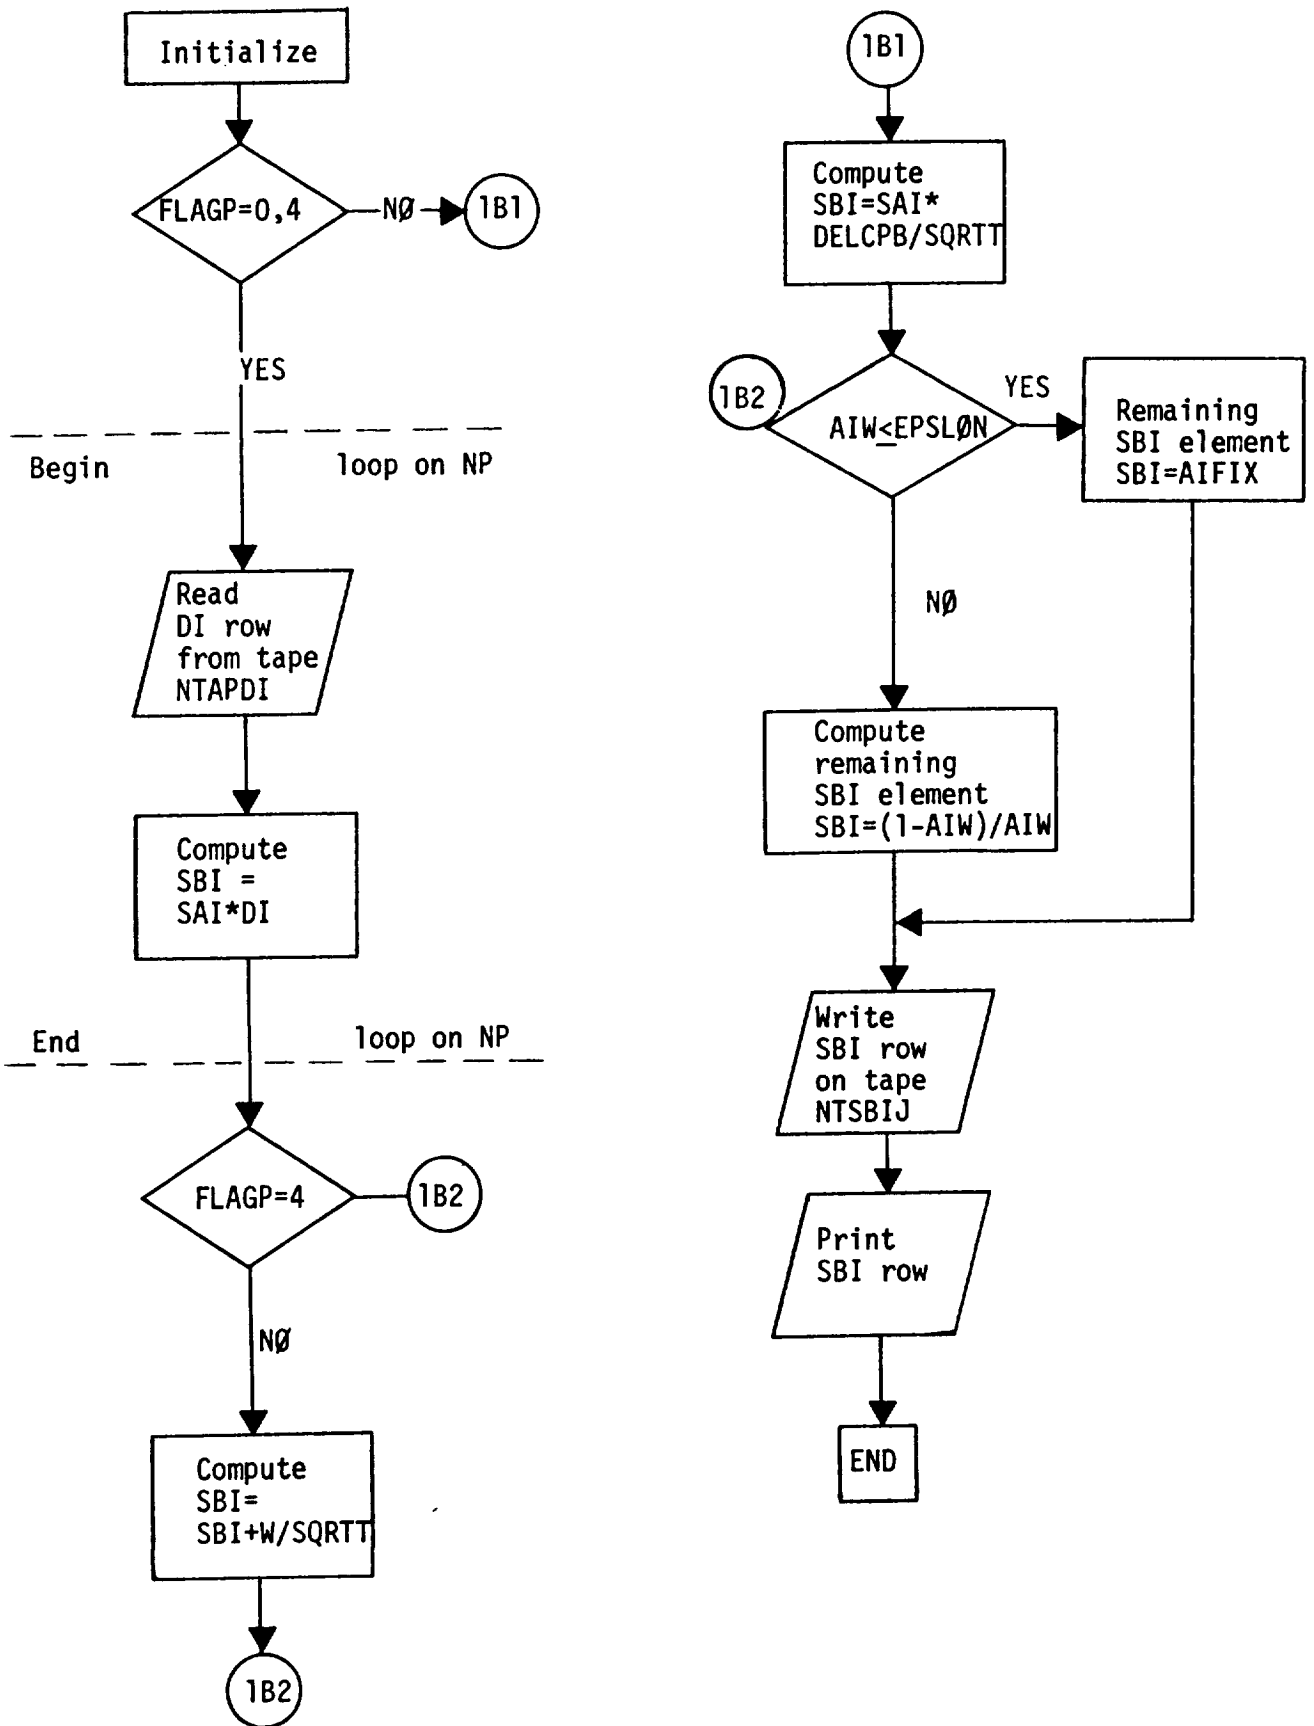 Initialize
FLAGP=0,4
NØ
1B1
YES
Begin
loop on NP
Read
DI row
from tape
NTAPDI
Compute
SBI =
SAI*DI
End
loop on NP
FLAGP=4
1B2
NØ
Compute
SBI=
SBI+W/SQRTT
1B2
1B1
Compute
SBI=SAI*
DELCPB/SQRTT
1B2
AIW≤EPSLØN
YES
Remaining
SBI element
SBI=AIFIX
NØ
Compute
remaining
SBI element
SBI=(1-AIW)/AIW
Write
SBI row
on tape
NTSBIJ
Print
SBI row
END